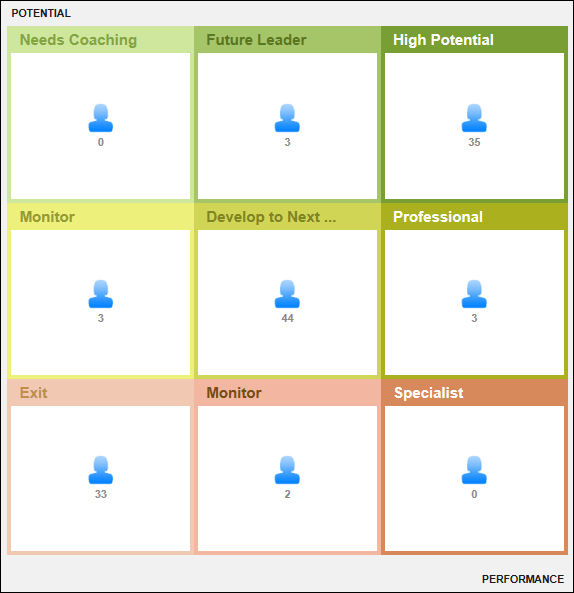 POTENTIAL
Needs Coaching
Future Leader
High Potential
0
3
35
Monitor
Develop to Next ...
Professional
3
44
3
Exit
Monitor
Specialist
33
2
0
PERFORMANCE